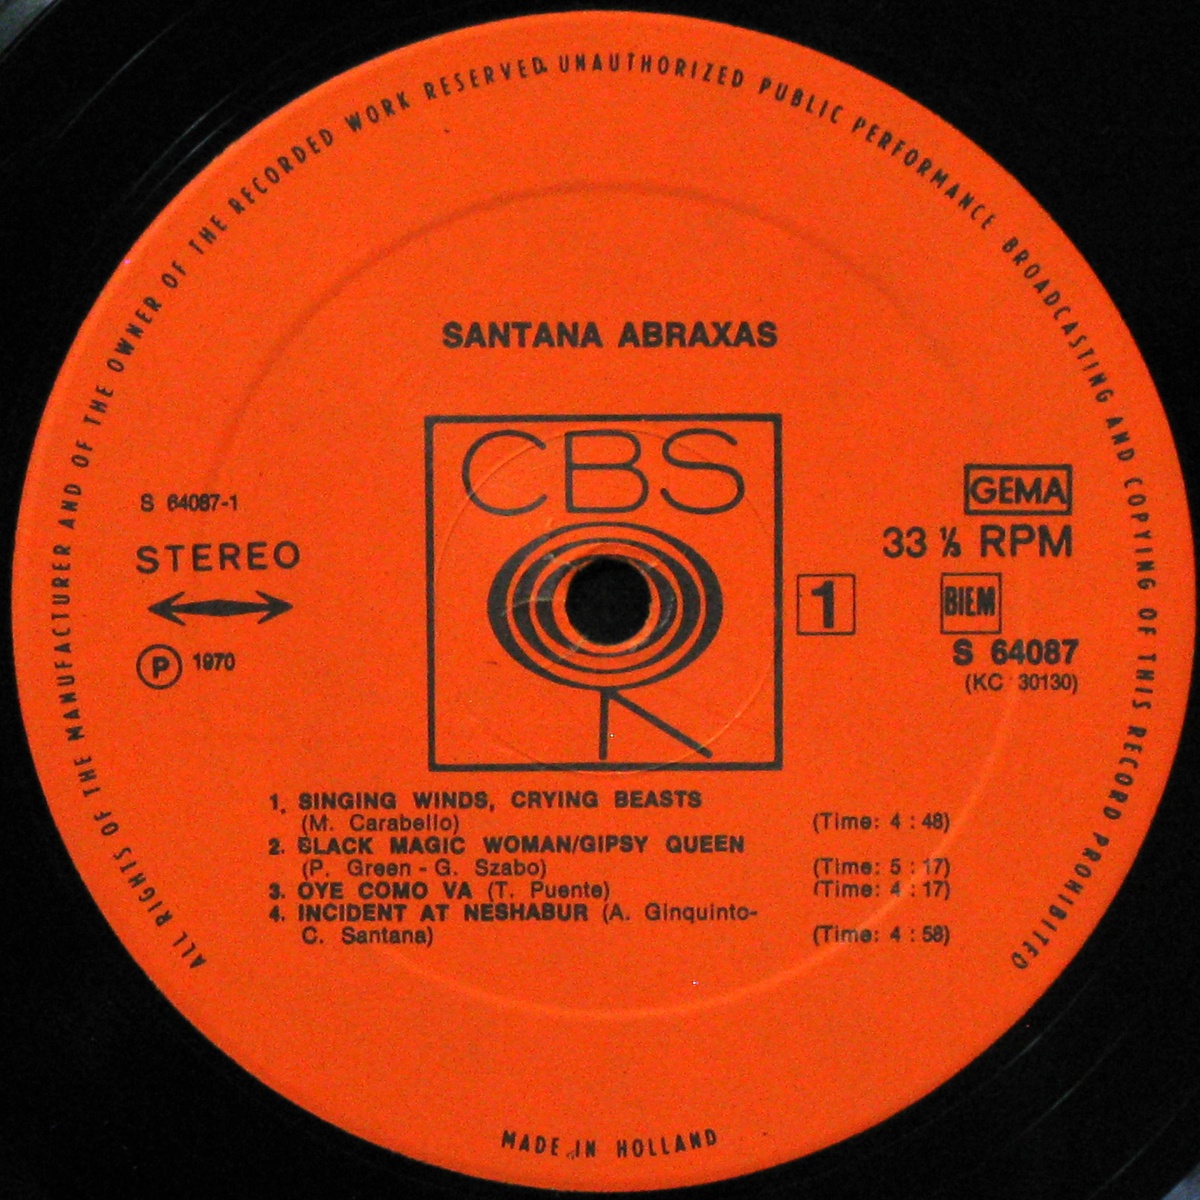 ALL RIGHTS OF THE MANUFACTURER AND OF THE OWNER OF THE RECORDED WORK RESERVED. UNAUTHORIZED PUBLIC PERFORMANCE BROADCASTING AND COPYING OF THIS RECORD PROHIBITED
SANTANA ABRAXAS
CBS
S 64087-1
STEREO
P 1970
1
GEMA
33 ⅓ RPM
BIEM
S 64087
(KC 30130)
1. SINGING WINDS, CRYING BEASTS
(M. Carabello) (Time: 4 : 48)
2. BLACK MAGIC WOMAN/GIPSY QUEEN
(P. Green - G. Szabo) (Time: 5 : 17)
3. OYE COMO VA (T. Puente) (Time: 4 : 17)
4. INCIDENT AT NESHABUR (A. Ginquinto-
C. Santana) (Time: 4 : 58)
MADE IN HOLLAND